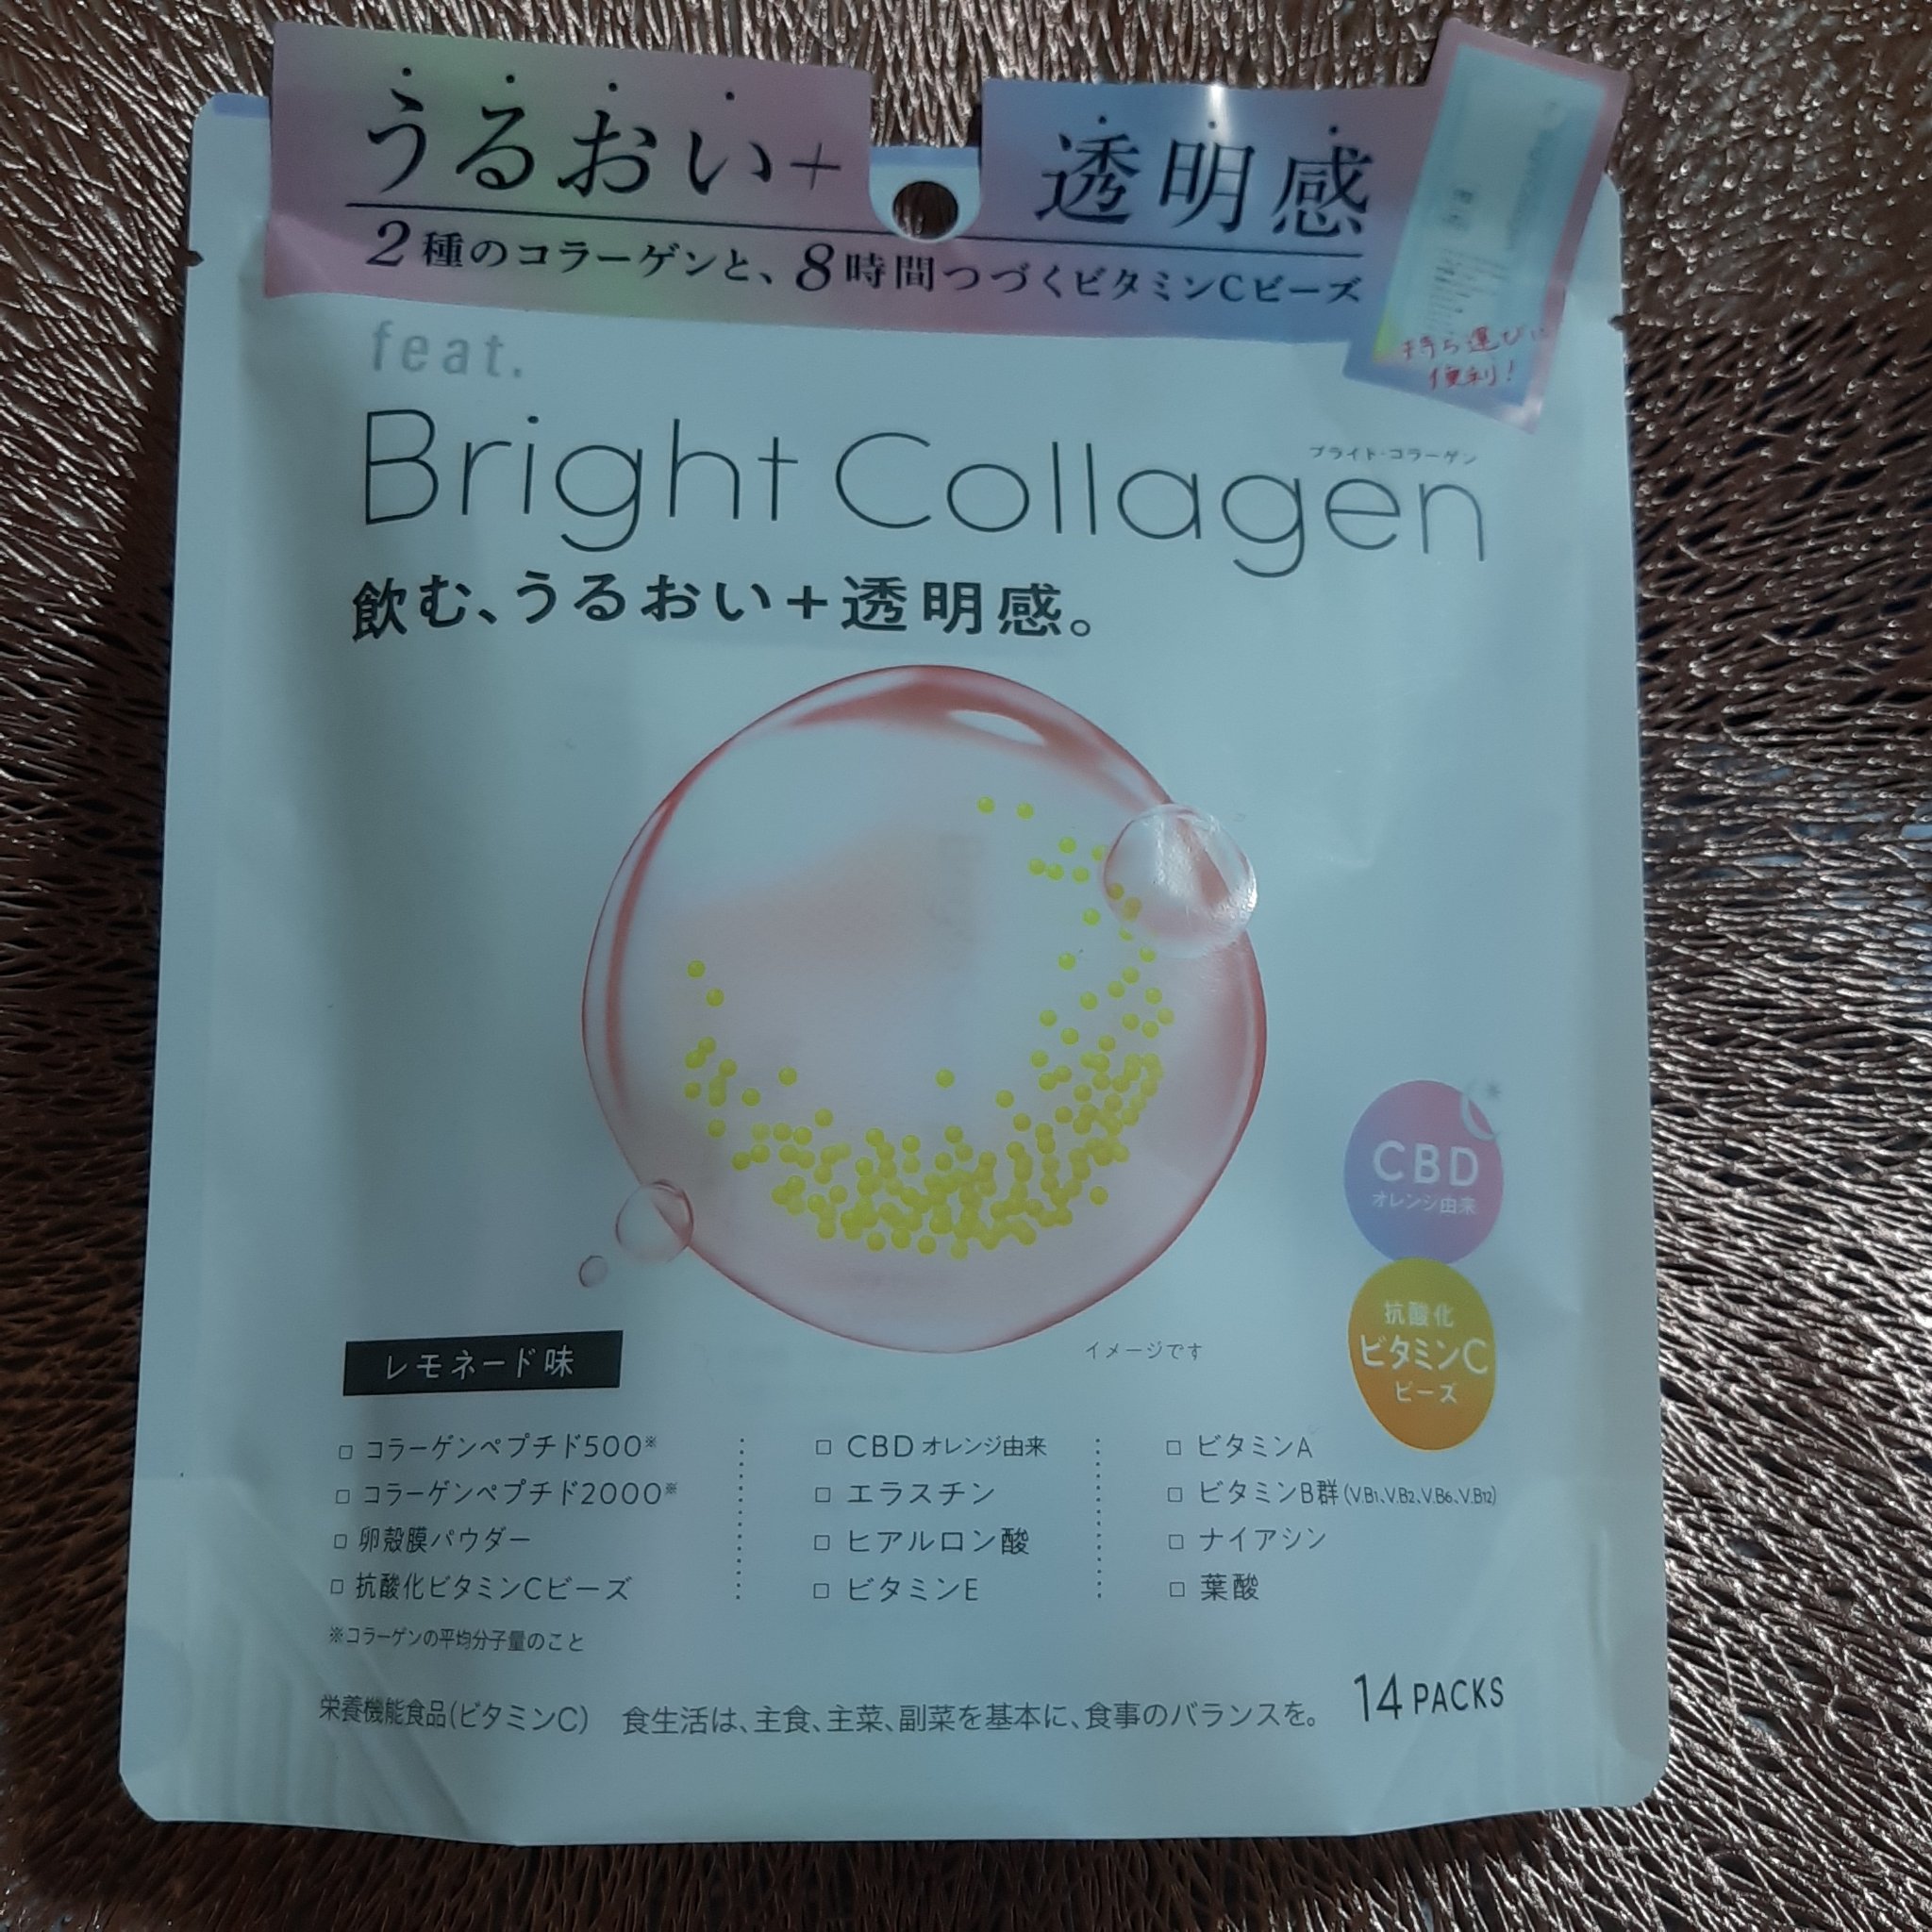 うるおい+ 透明感
2種のコラーゲンと、8時間つづくビタミンCビーズ
持ち運びに
便利!
feat.
Bright Collagen
ブライト・コラーゲン
飲む、うるおい+透明感。
CBD
オレンジ由来
抗酸化
ビタミンC
ビーズ
イメージです
レモネード味
□ コラーゲンペプチド500※
□ コラーゲンペプチド2000※
□ 卵殻膜パウダー
□ 抗酸化ビタミンCビーズ
※コラーゲンの平均分子量のこと
□ CBD オレンジ由来
□ エラスチン
□ ヒアルロン酸
□ ビタミンE
□ ビタミンA
□ ビタミンB群(V.B1、V.B2、V.B6、V.B12)
□ ナイアシン
□ 葉酸
栄養機能食品(ビタミンC) 食生活は、主食、主菜、副菜を基本に、食事のバランスを。
14 PACKS